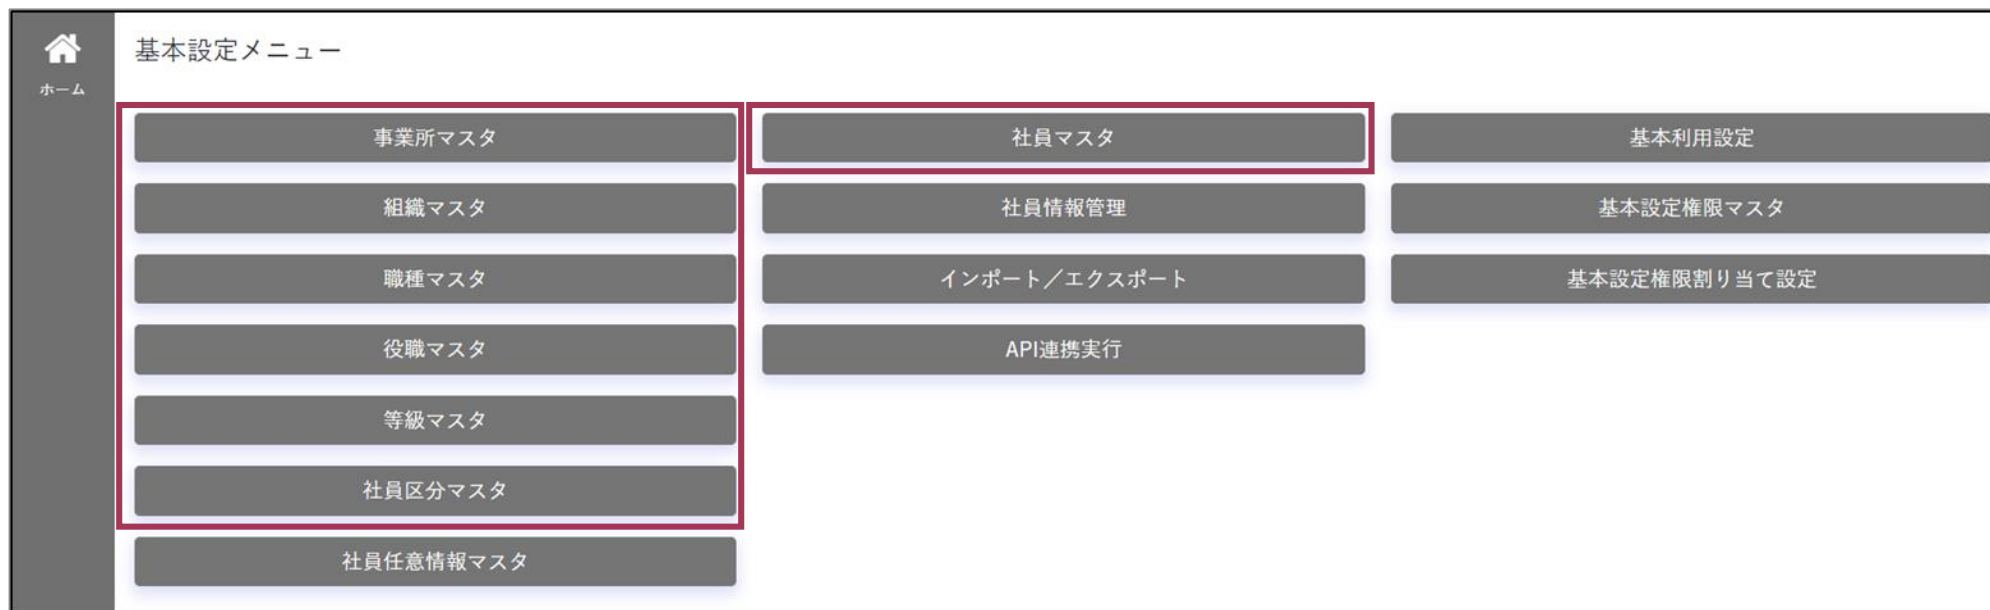 ホーム
基本設定メニュー
事業所マスタ
組織マスタ
職種マスタ
役職マスタ
等級マスタ
社員区分マスタ
社員任意情報マスタ
社員マスタ
社員情報管理
インポート／エクスポート
API連携実行
基本利用設定
基本設定権限マスタ
基本設定権限割り当て設定